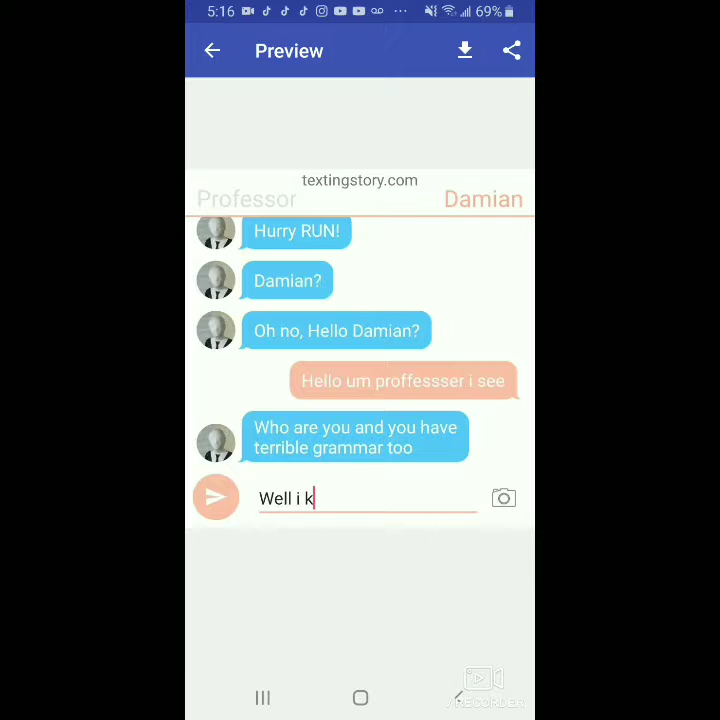 5:16
69%
Preview
textingstory.com
Professor
Damian
Hurry RUN!
Damian?
Oh no, Hello Damian?
Hello um proffessser i see
Who are you and you have
terrible grammar too
Well i k
RECORDER